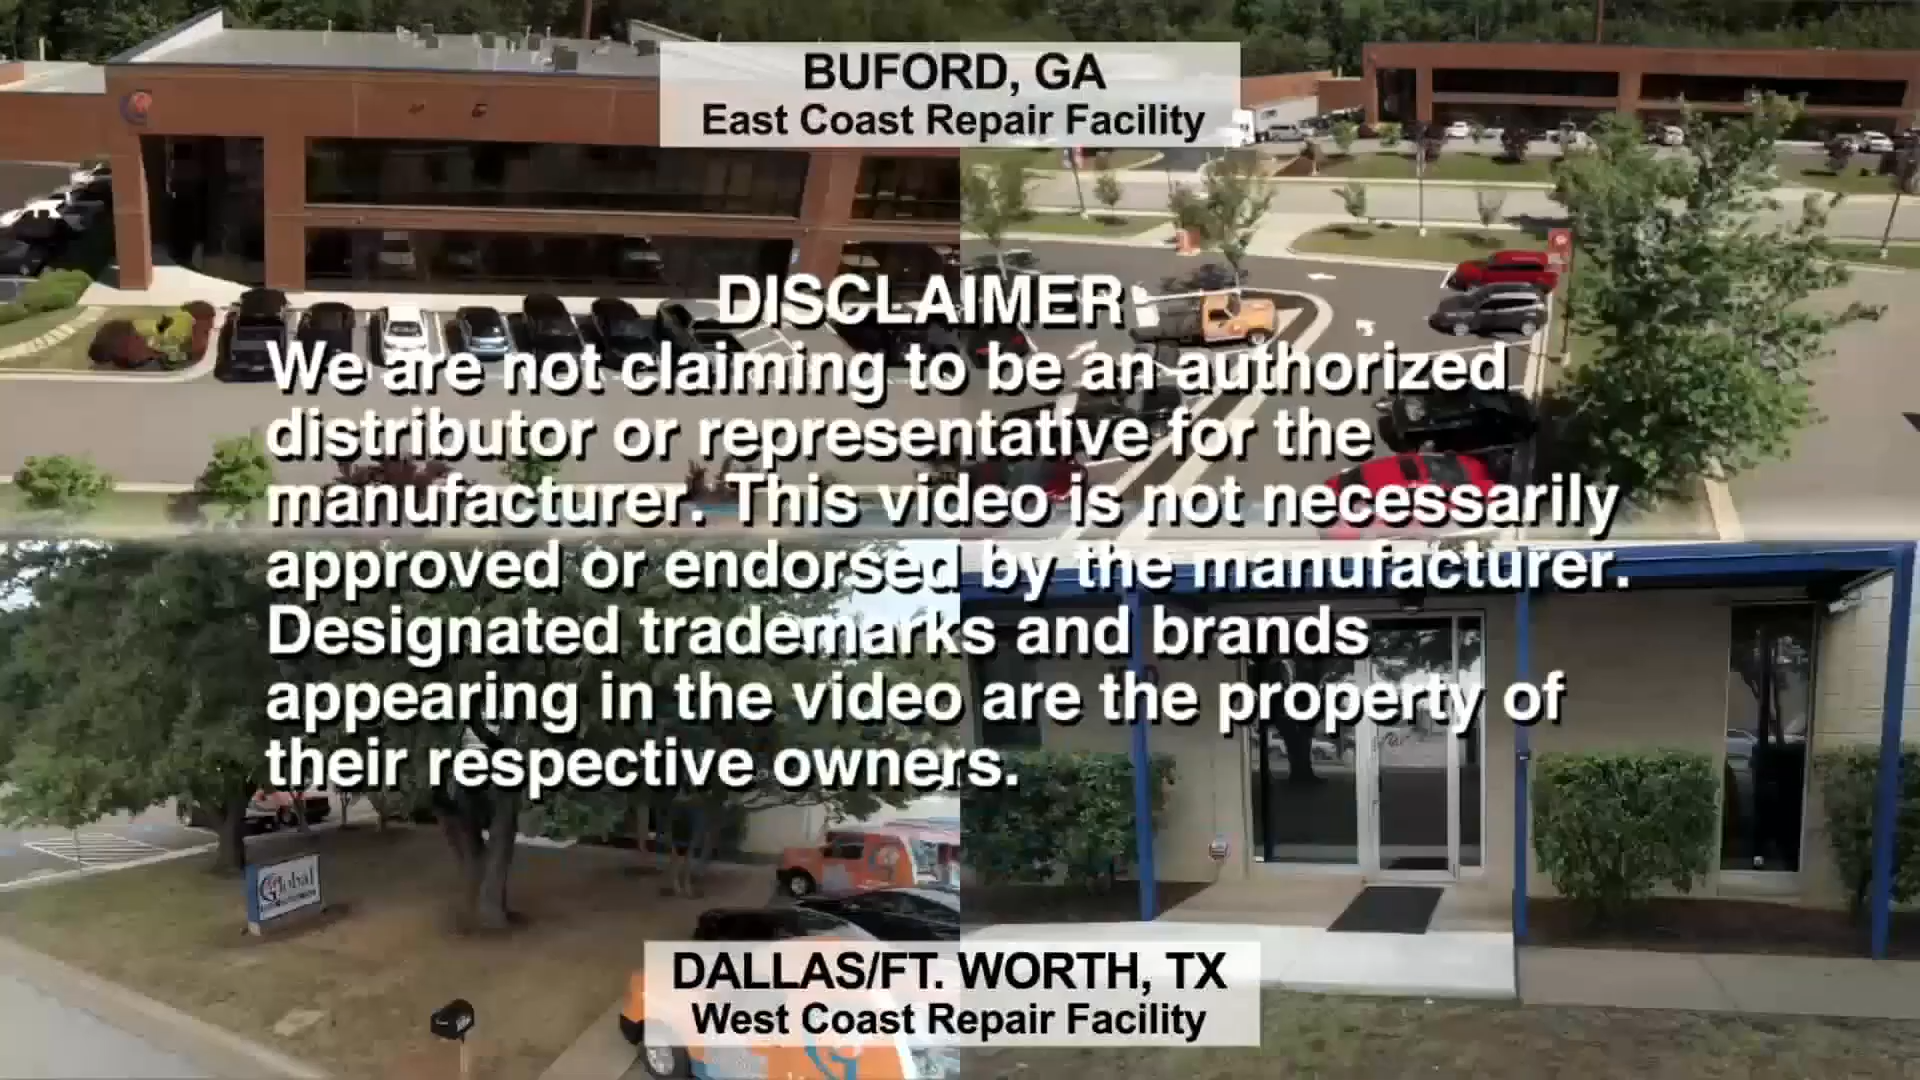 BUFORD, GA
East Coast Repair Facility
DISCLAIMER
We are not claiming to be an authorized
distributor or representative for the
manufacturer. This video is not necessarily
approved or endorsed by the manufacturer.
Designated trademarks and brands
appearing in the video are the property of
their respective owners.
Global
DALLAS/FT. WORTH, TX
West Coast Repair Facility